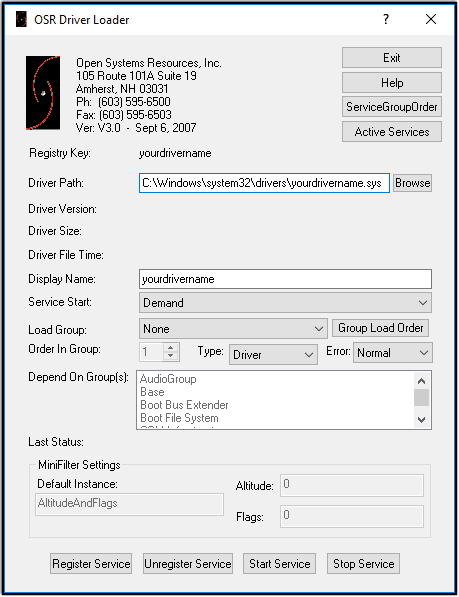 OSR Driver Loader
Open Systems Resources, Inc.
105 Route 101A Suite 19
Amherst, NH 03031
Ph: (603) 595-6500
Fax: (603) 595-6503
Ver: V3.0 - Sept 6, 2007
Exit
Help
ServiceGroupOrder
Active Services
Registry Key: yourdrivername
Driver Path: C:\Windows\system32\drivers\yourdrivername.sys Browse
Driver Version:
Driver Size:
Driver File Time:
Display Name: yourdrivername
Service Start: Demand
Load Group: None Group Load Order
Order In Group: 1 Type: Driver Error: Normal
Depend On Group(s): AudioGroup
Base
Boot Bus Extender
Boot File System
Last Status:
MiniFilter Settings
Default Instance:
AltitudeAndFlags
Altitude: 0
Flags: 0
Register Service Unregister Service Start Service Stop Service